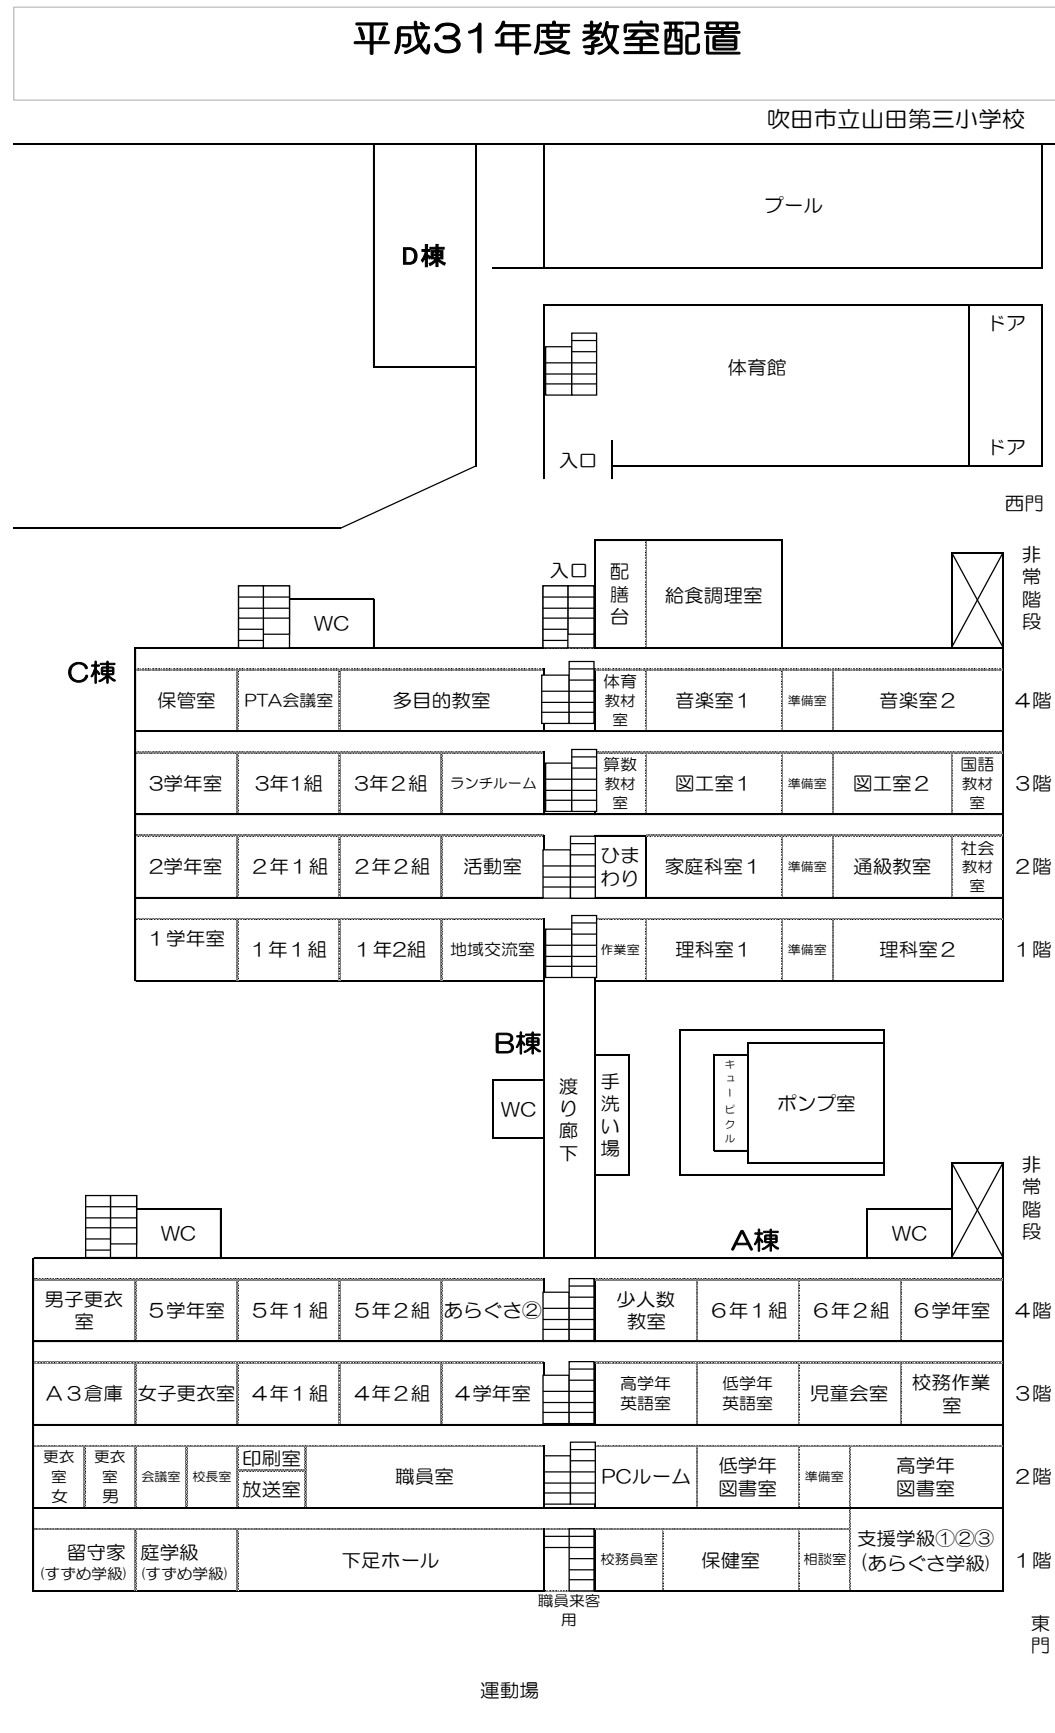 平成31年度 教室配置
吹田市立山田第三小学校
プール
D棟
ドア
体育館
ドア
入口
西門
非常階段
入口
配膳台
給食調理室
WC
C棟
保管室 PTA会議室 多目的教室 体育教材室 音楽室1 準備室 音楽室2 4階
3学年室 3年1組 3年2組 ランチルーム 算数教材室 図工室1 準備室 図工室2 国語教材室 3階
2学年室 2年1組 2年2組 活動室 ひまわり 家庭科室1 準備室 通級教室 社会教材室 2階
1学年室 1年1組 1年2組 地域交流室 作業室 理科室1 準備室 理科室2 1階
B棟
渡り廊下
手洗い場
WC
キュービクル
ポンプ室
非常階段
WC
WC
A棟
男子更衣室 5学年室 5年1組 5年2組 あらぐさ② 少人数教室 6年1組 6年2組 6学年室 4階
A3倉庫 女子更衣室 4年1組 4年2組 4学年室 高学年英語室 低学年英語室 児童会室 校務作業室 3階
更衣室女 更衣室男 会議室 校長室 印刷室 放送室 職員室 PCルーム 低学年図書室 準備室 高学年図書室 2階
留守家 庭学級 (すずめ学級) (すずめ学級) 下足ホール 校務員室 保健室 相談室 支援学級①②③ (あらぐさ学級) 1階
職員来客用
東門
運動場